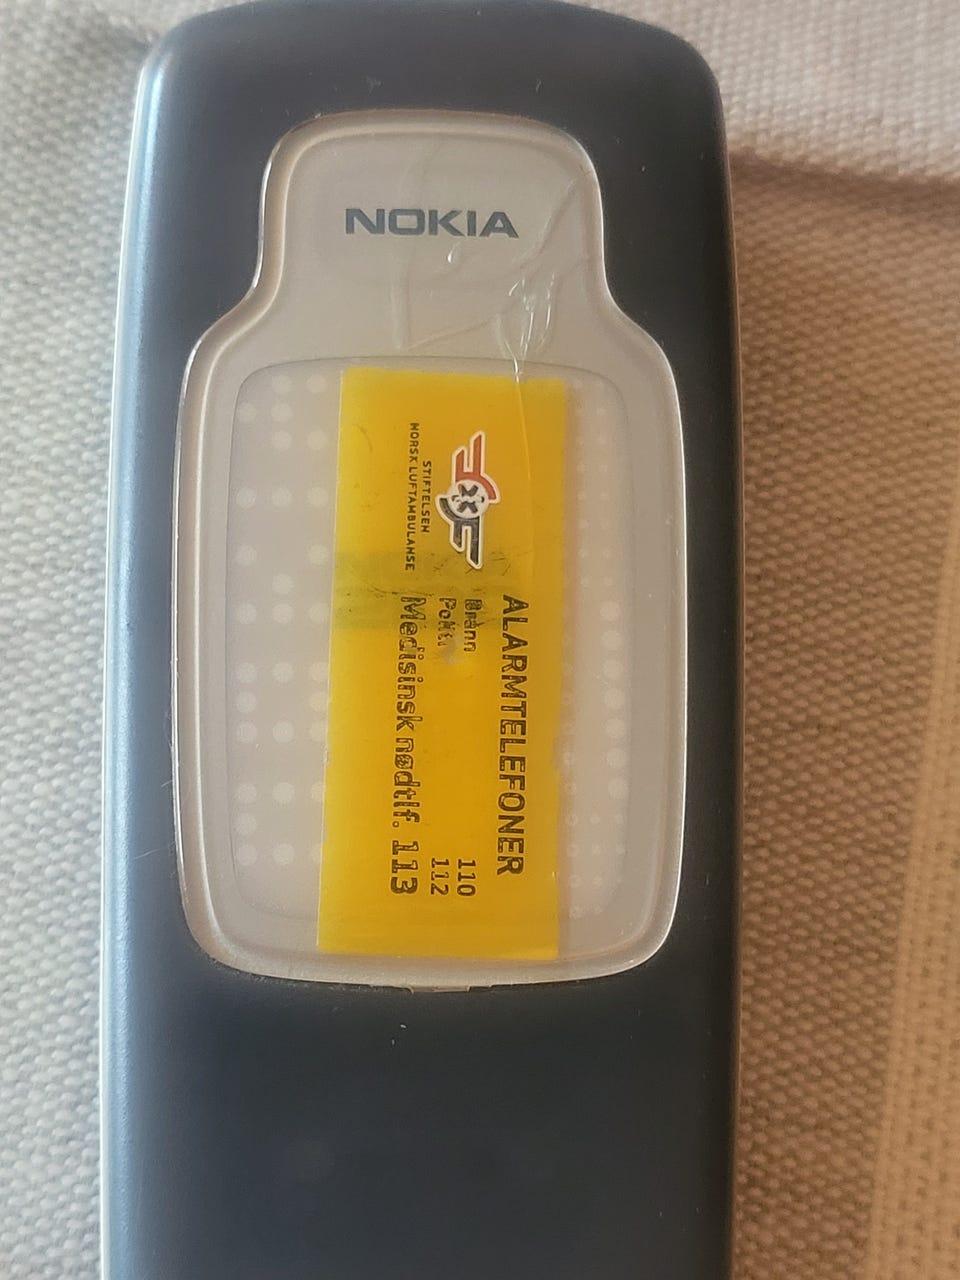 NOKIA
STIFTELSEN
NORSK LUFTAMBULANSE
ALARMTELEFONER
Brann 110
Politi 112
Medisinsk nødtlf. 113